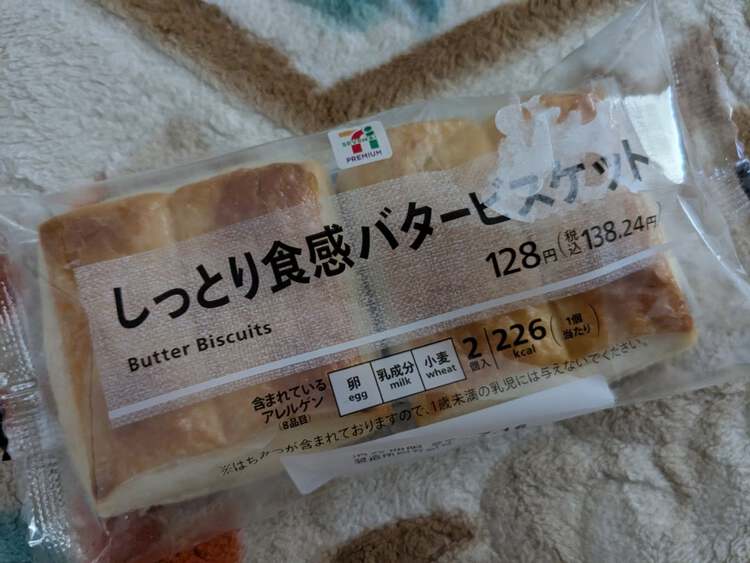 SEVEN
PREMIUM
しっとり食感バタービスケット
Butter Biscuits
128円(税込138.24円)
含まれている
アレルゲン
(8品目)
卵
egg
乳成分
milk
小麦
wheat
2
個入
226
kcal
(1個
当たり)
※はちみつが含まれておりますので、1歳未満の乳児には与えないでください。